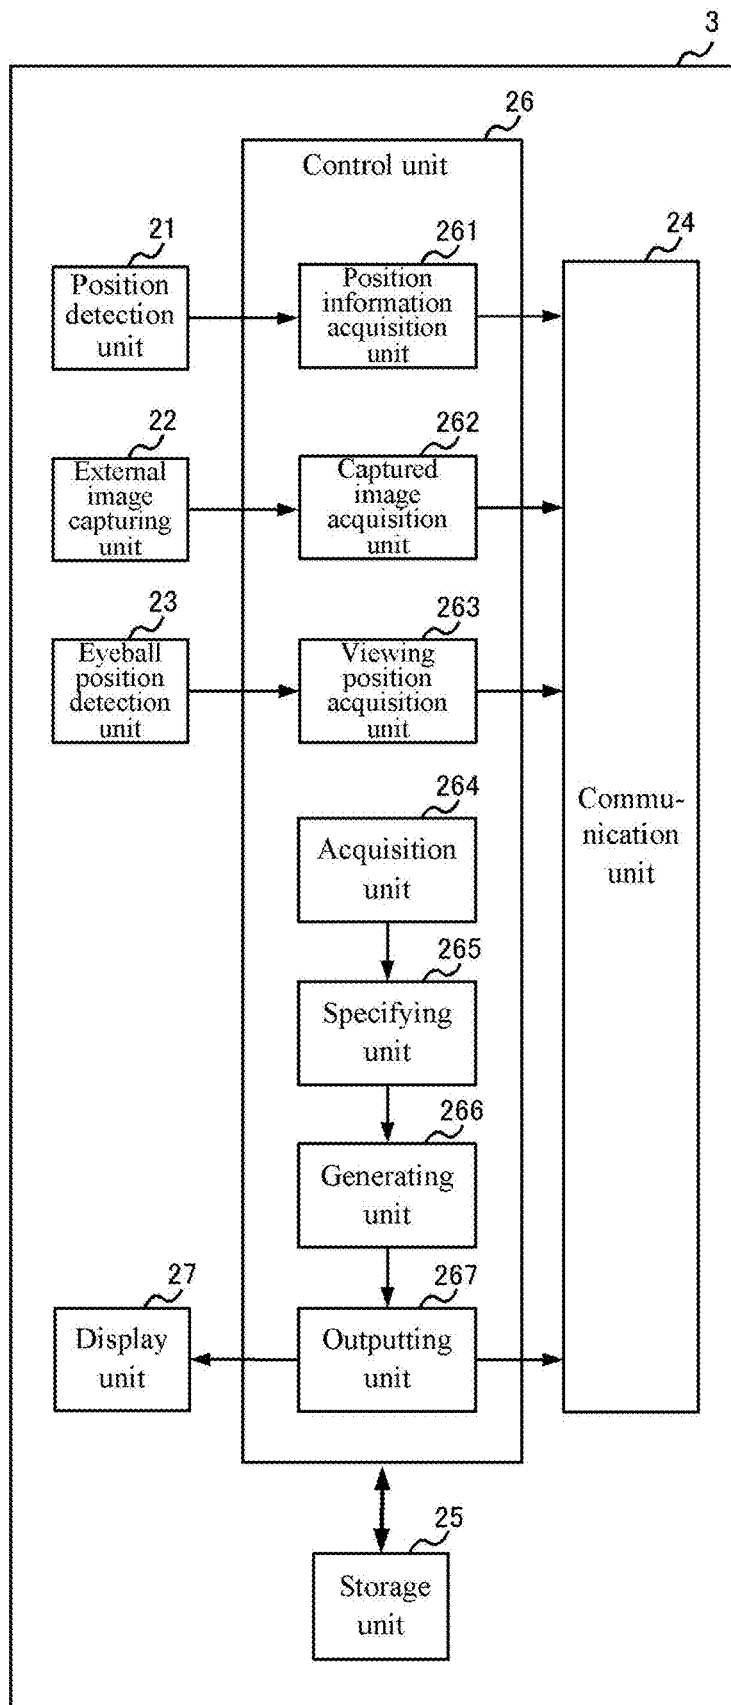 3
26
Control unit
21
Position
detection
unit
261
Position
information
acquisition
unit
24
Commu-
nication
unit
22
External
image
capturing
unit
262
Captured
image
acquisition
unit
23
Eyeball
position
detection
unit
263
Viewing
position
acquisition
unit
264
Acquisition
unit
265
Specifying
unit
266
Generating
unit
27
Display
unit
267
Outputting
unit
25
Storage
unit